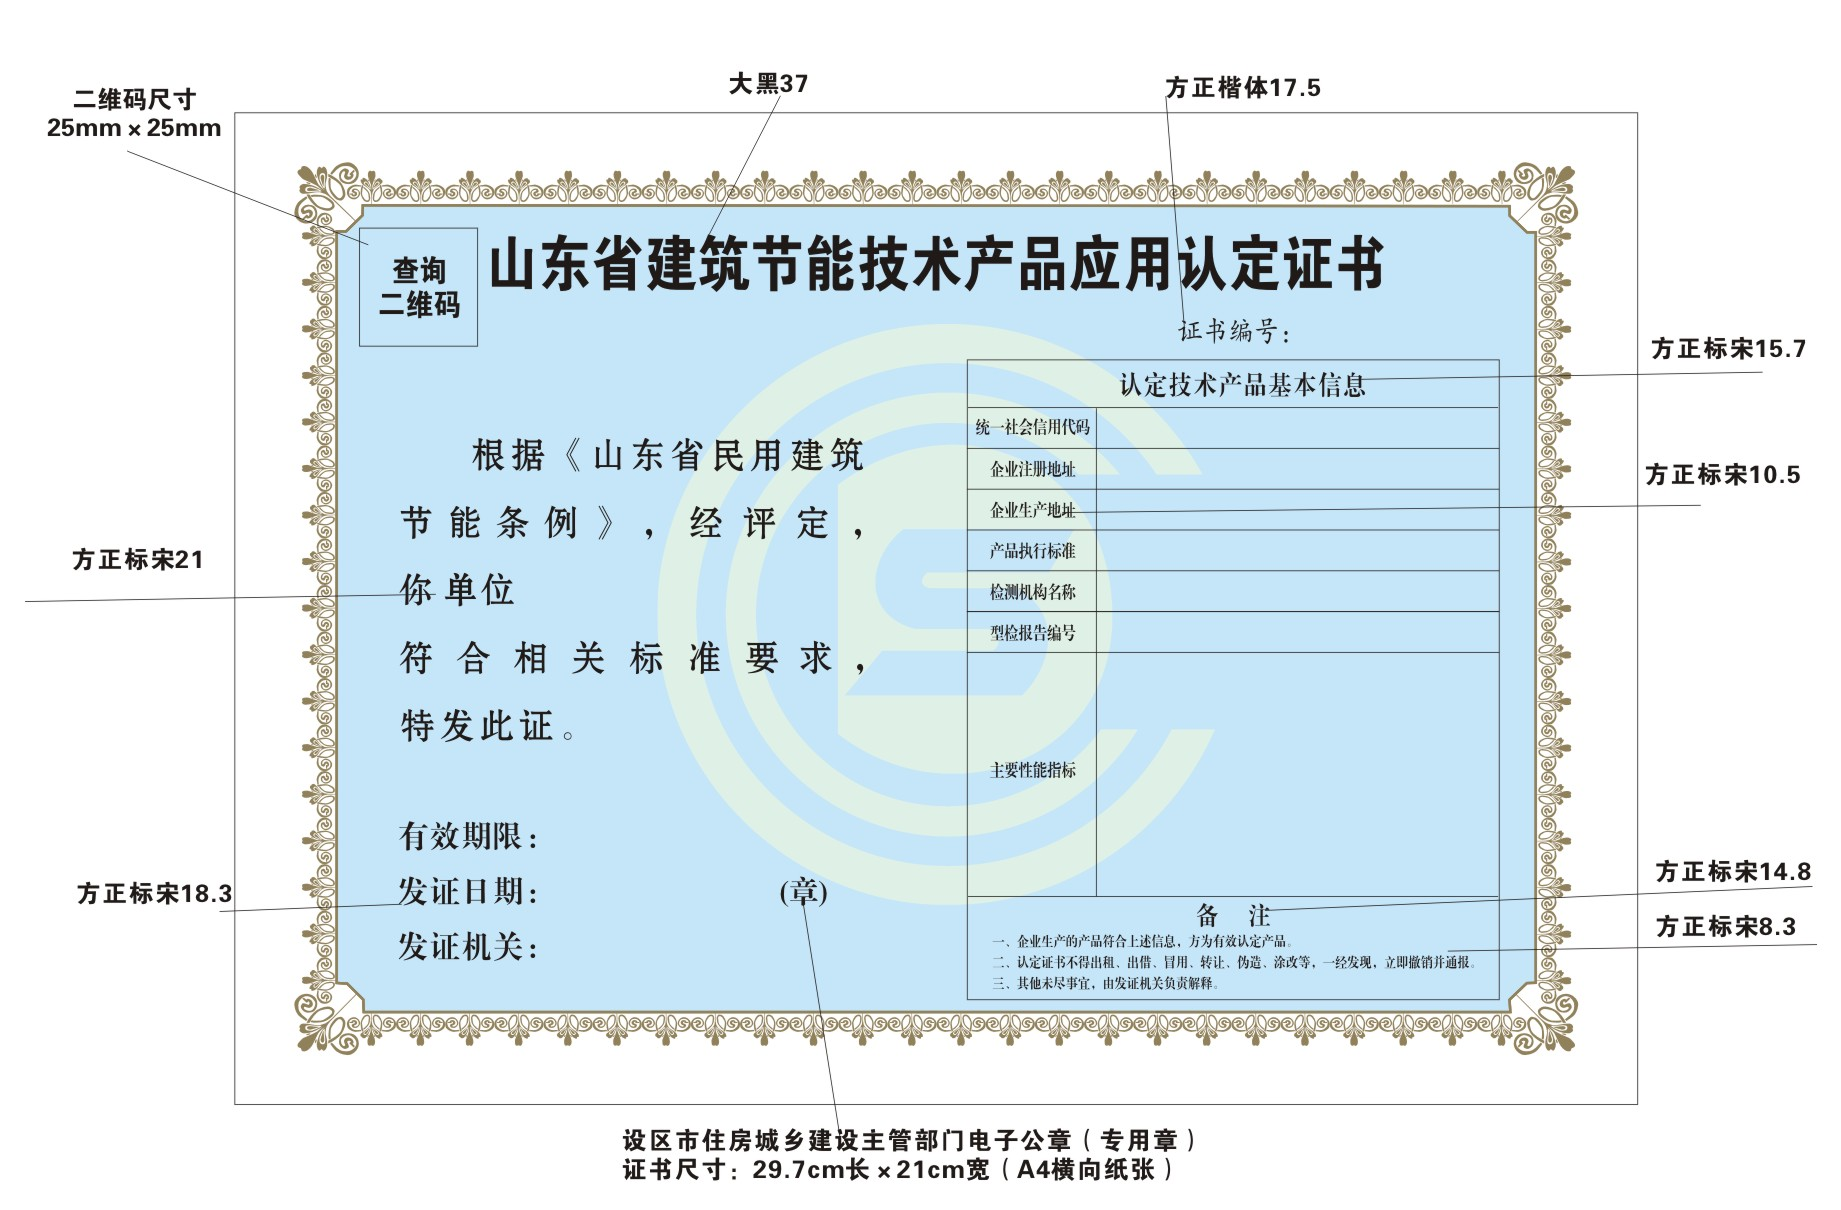 大黑37
方正楷体17.5
二维码尺寸
25mm×25mm
查询
二维码
山东省建筑节能技术产品应用认定证书
证书编号：
方正标宋15.7
认定技术产品基本信息
统一社会信用代码
企业注册地址
方正标宋10.5
企业生产地址
产品执行标准
检测机构名称
型检报告编号
主要性能指标
根据《山东省民用建筑
节能条例》，经评定，
方正标宋21
你单位
符合相关标准要求，
特发此证。
有效期限：
方正标宋18.3
发证日期：
(章)
发证机关：
方正标宋14.8
备 注
方正标宋8.3
一、企业生产的产品符合上述信息，方为有效认定产品。
二、认定证书不得出租、出借、冒用、转让、伪造、涂改等，一经发现，立即撤销并通报。
三、其他未尽事宜，由发证机关负责解释。
设区市住房城乡建设主管部门电子公章（专用章）
证书尺寸：29.7cm长×21cm宽（A4横向纸张）